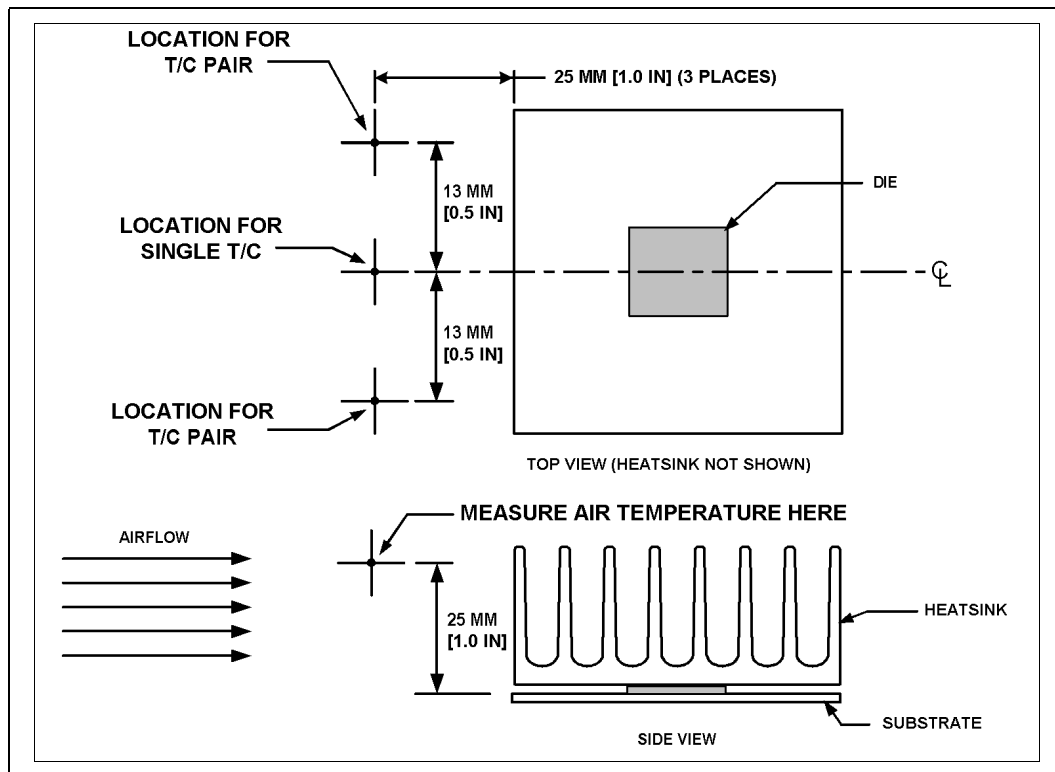 LOCATION FOR
T/C PAIR
25 MM [1.0 IN] (3 PLACES)
13 MM
[0.5 IN]
DIE
LOCATION FOR
SINGLE T/C
℄
13 MM
[0.5 IN]
LOCATION FOR
T/C PAIR
TOP VIEW (HEATSINK NOT SHOWN)
MEASURE AIR TEMPERATURE HERE
AIRFLOW
25 MM
[1.0 IN]
HEATSINK
SUBSTRATE
SIDE VIEW